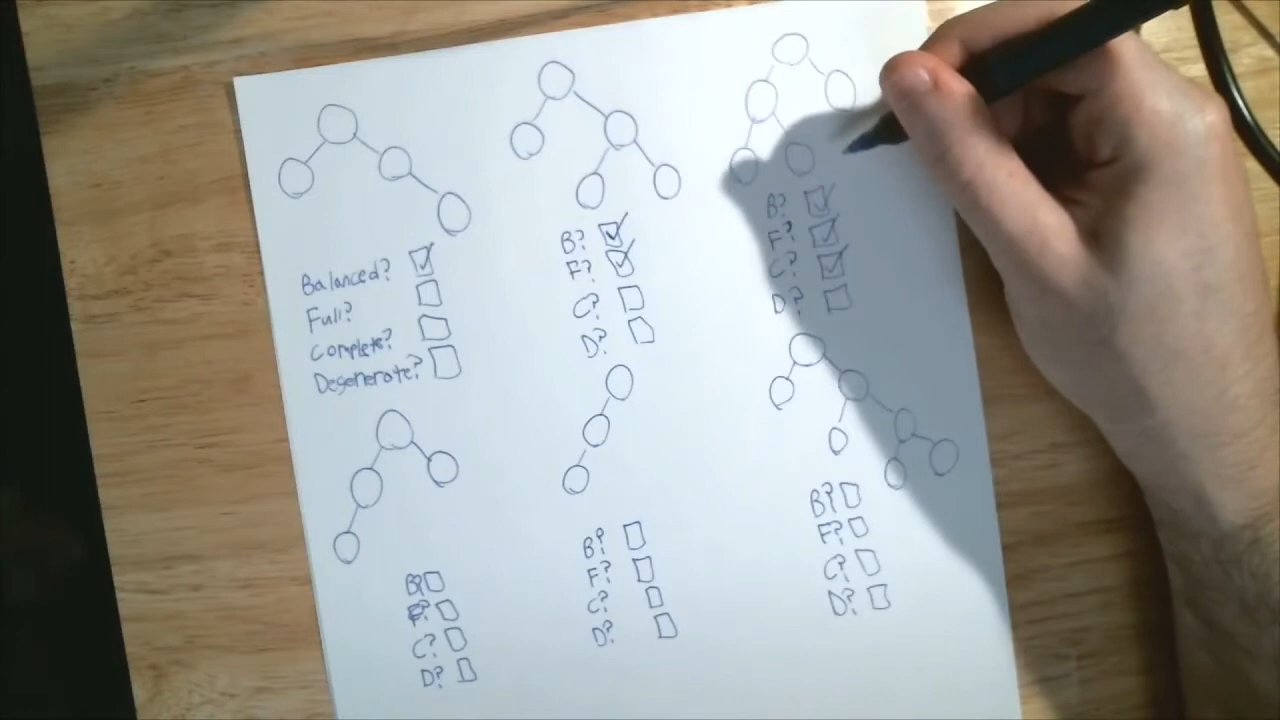 Balanced? ☑
Full? ☐
Complete? ☐
Degenerate? ☐
B? ☑
F? ☑
C? ☐
D? ☐
B? ☑
F? ☑
C? ☑
D? ☐
B? ☐
F? ☐
C? ☐
D? ☐
B? ☐
F? ☐
C? ☐
D? ☐
B? ☐
F? ☐
C? ☐
D? ☐